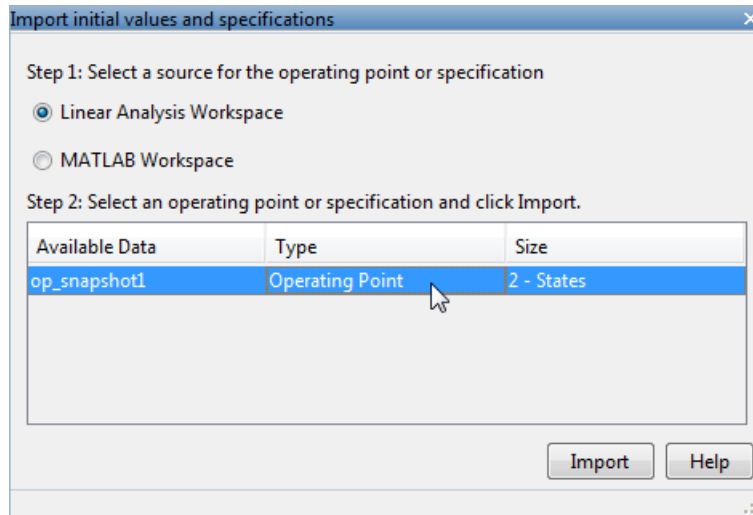 Import initial values and specifications
Step 1: Select a source for the operating point or specification
Linear Analysis Workspace
MATLAB Workspace
Step 2: Select an operating point or specification and click Import.
Available Data Type Size
op_snapshot1 Operating Point 2 - States
Import Help